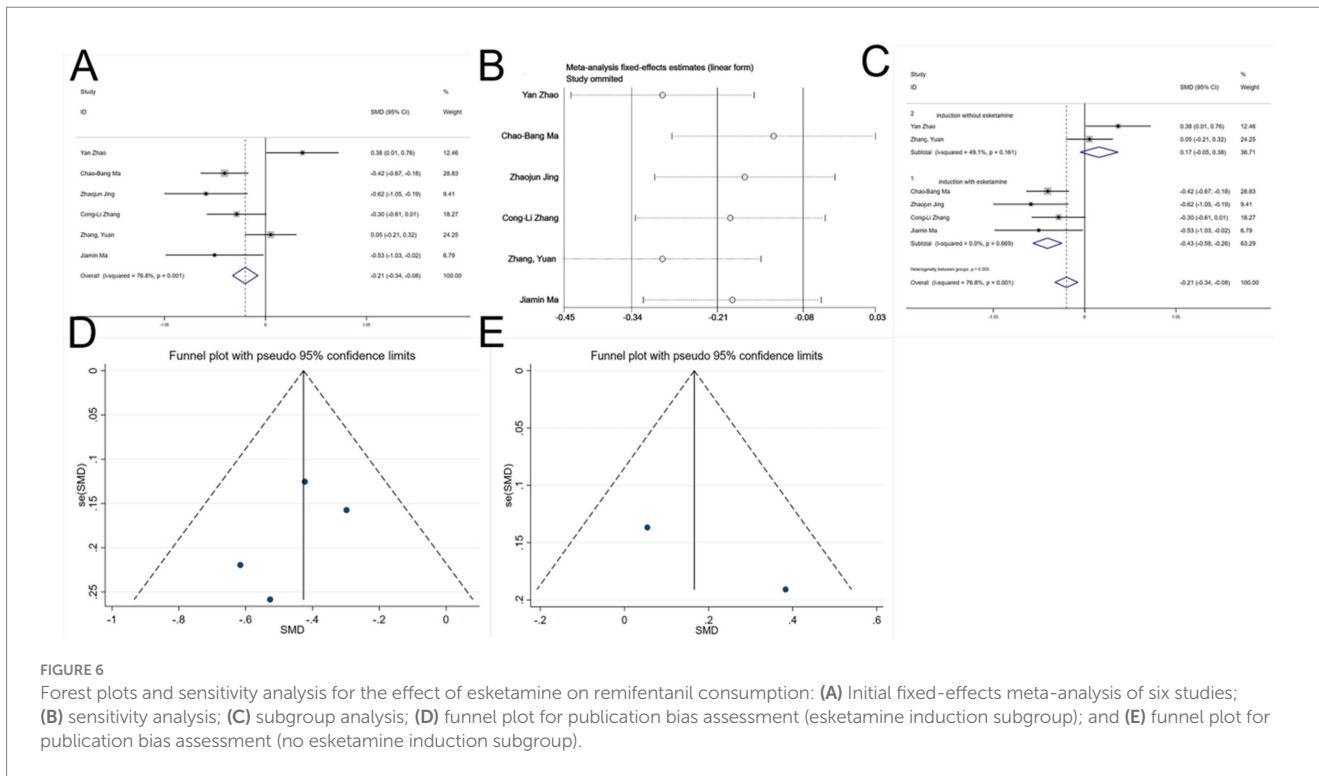 A
Study
%
ID
SMD (95% CI)
Weight
Yan Zhao
0.38 (0.01, 0.76)
12.46
Chao-Bang Ma
-0.42 (-0.67, -0.18)
28.83
Zhaojun Jing
-0.62 (-1.05, -0.19)
9.41
Cong-Li Zhang
-0.30 (-0.61, 0.01)
18.27
Zhang, Yuan
0.05 (-0.21, 0.32)
24.25
Jiamin Ma
-0.53 (-1.03, -0.02)
6.79
Overall (I-squared = 76.8%, p = 0.001)
-0.21 (-0.34, -0.08)
100.00
-1.05
0
1.05
B
Meta-analysis fixed-effects estimates (linear form)
Study ommited
Yan Zhao
Chao-Bang Ma
Zhaojun Jing
Cong-Li Zhang
Zhang, Yuan
Jiamin Ma
-0.45
-0.34
-0.21
-0.08
0.03
C
Study
%
ID
SMD (95% CI)
Weight
2 induction without esketamine
Yan Zhao
0.38 (0.01, 0.76)
12.46
Zhang, Yuan
0.05 (-0.21, 0.32)
24.25
Subtotal (I-squared = 49.1%, p = 0.161)
0.17 (-0.05, 0.38)
36.71
1 Induction with esketamine
Chao-Bang Ma
-0.42 (-0.67, -0.18)
28.83
Zhaojun Jing
-0.62 (-1.05, -0.19)
9.41
Cong-Li Zhang
-0.30 (-0.61, 0.01)
18.27
Jiamin Ma
-0.53 (-1.03, -0.02)
6.79
Subtotal (I-squared = 0.0%, p = 0.669)
-0.43 (-0.59, -0.26)
63.29
Heterogeneity between groups: p = 0.000
Overall (I-squared = 76.8%, p = 0.001)
-0.21 (-0.34, -0.08)
100.00
-1.05
0
1.05
D
Funnel plot with pseudo 95% confidence limits
0
.05
.1
.15
.2
.25
se(SMD)
-1
-.8
-.6
-.4
-.2
0
SMD
E
Funnel plot with pseudo 95% confidence limits
0
.05
.1
.15
.2
se(SMD)
-.2
0
.2
.4
.6
SMD
FIGURE 6
Forest plots and sensitivity analysis for the effect of esketamine on remifentanil consumption: (A) Initial fixed-effects meta-analysis of six studies;
(B) sensitivity analysis; (C) subgroup analysis; (D) funnel plot for publication bias assessment (esketamine induction subgroup); and (E) funnel plot for
publication bias assessment (no esketamine induction subgroup).